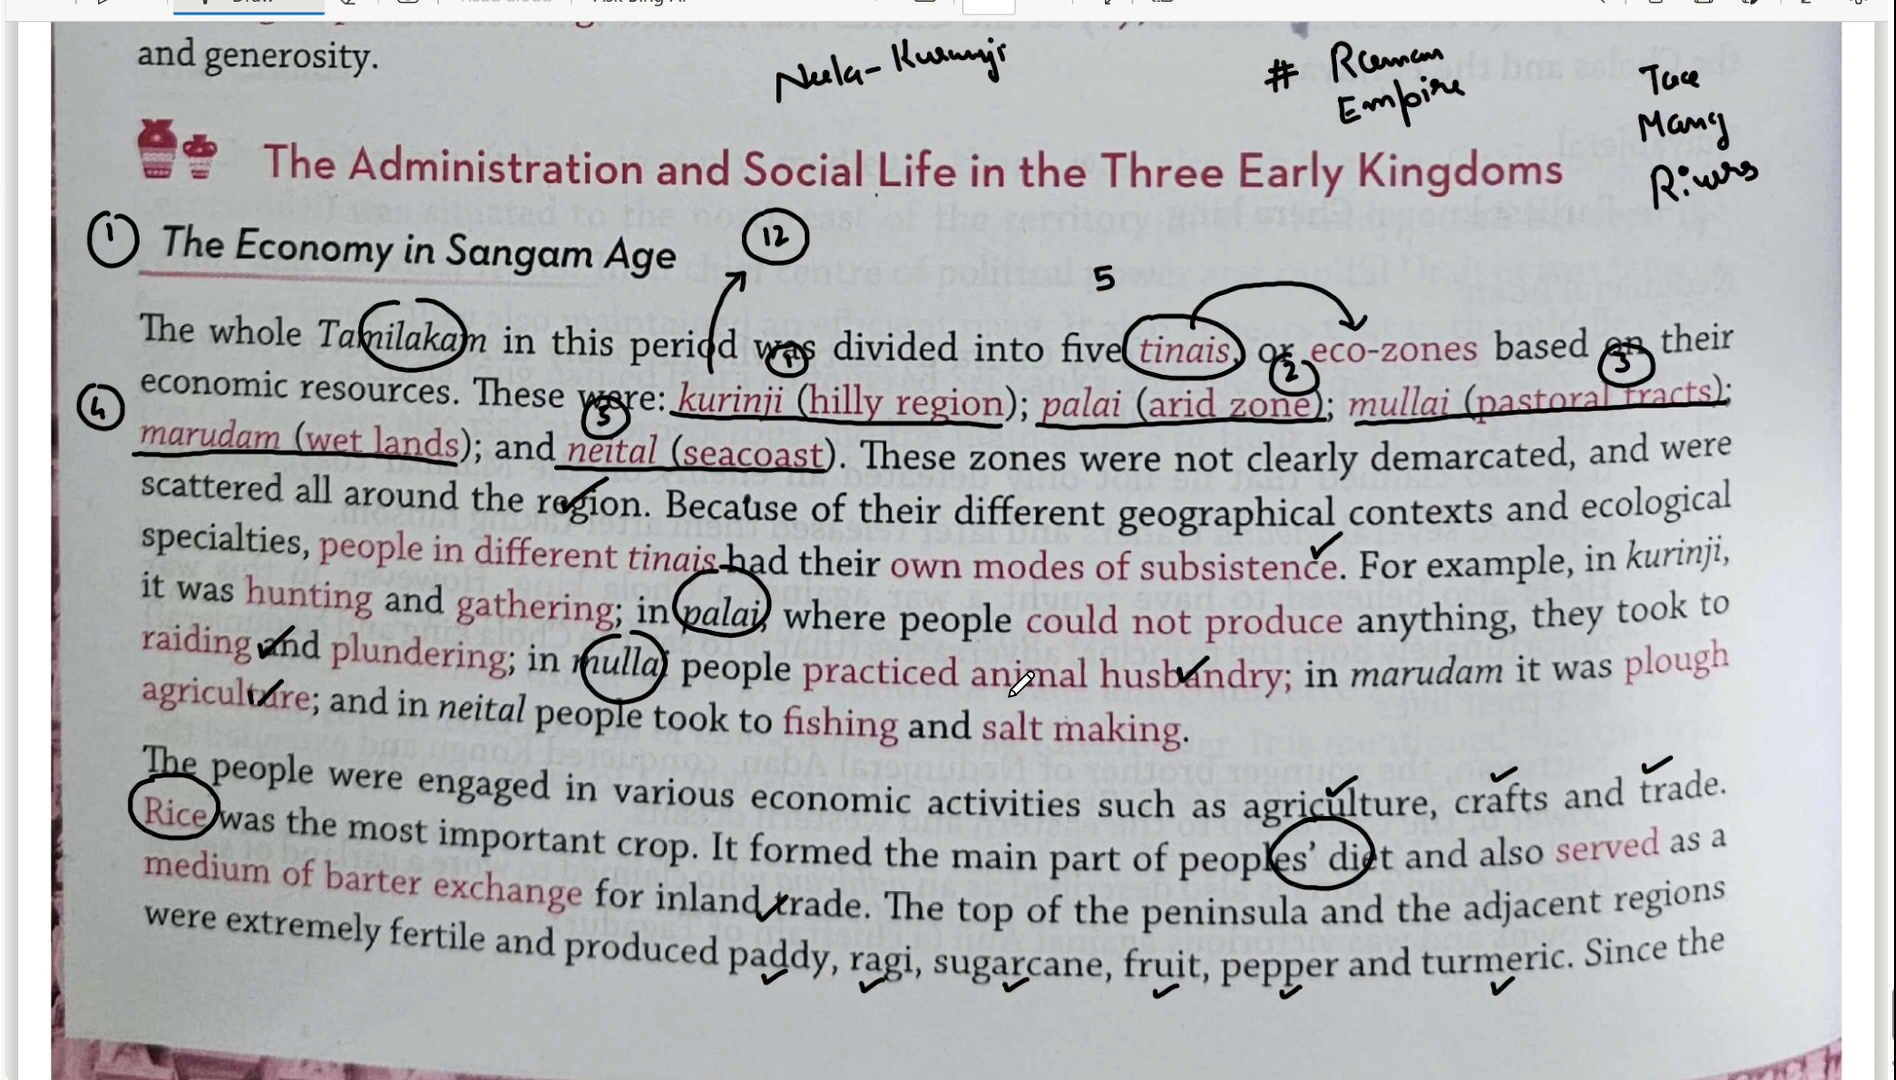 and generosity.
Neela-Kurunji
# Roman
Empire
Too
Many
Rivers
The Administration and Social Life in the Three Early Kingdoms
1 The Economy in Sangam Age
12
5
The whole Tamilakam in this period was divided into five tinais, or eco-zones based on their
1 2 3
economic resources. These were: kurinji (hilly region); palai (arid zone); mullai (pastoral tracts);
4 5
marudam (wet lands); and neital (seacoast). These zones were not clearly demarcated, and were
scattered all around the region. Because of their different geographical contexts and ecological
specialties, people in different tinais had their own modes of subsistence. For example, in kurinji,
it was hunting and gathering; in palai, where people could not produce anything, they took to
raiding and plundering; in mullai people practiced animal husbandry; in marudam it was plough
agriculture; and in neital people took to fishing and salt making.
The people were engaged in various economic activities such as agriculture, crafts and trade.
Rice was the most important crop. It formed the main part of peoples' diet and also served as a
medium of barter exchange for inland trade. The top of the peninsula and the adjacent regions
were extremely fertile and produced paddy, ragi, sugarcane, fruit, pepper and turmeric. Since the